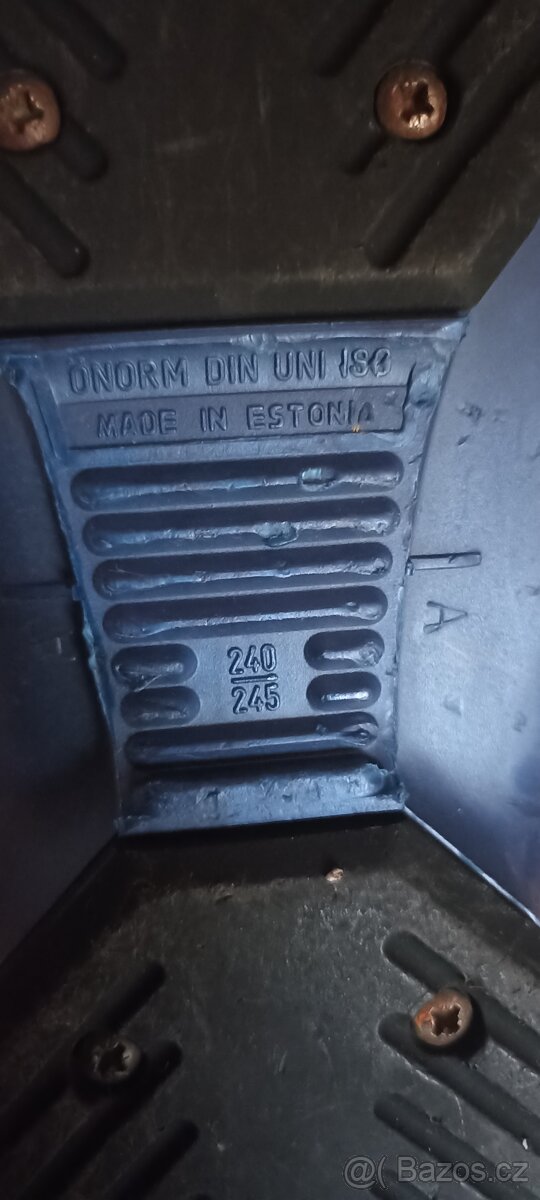 ÖNORM DIN UNI ISO
MADE IN ESTONIA
240
245
A
@( Bazos.cz